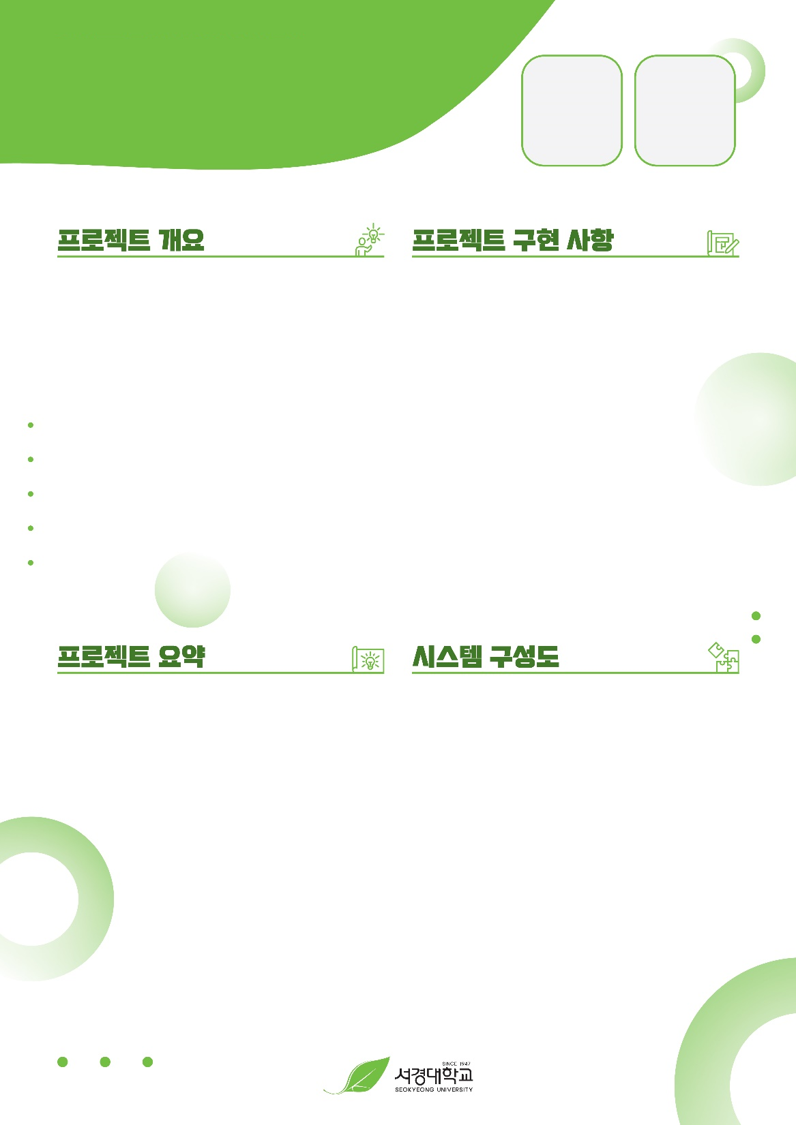 프로젝트 개요
프로젝트 구현 사항
프로젝트 요약
시스템 구성도
SINCE 1947
서경대학교
SEOKYEONG UNIVERSITY